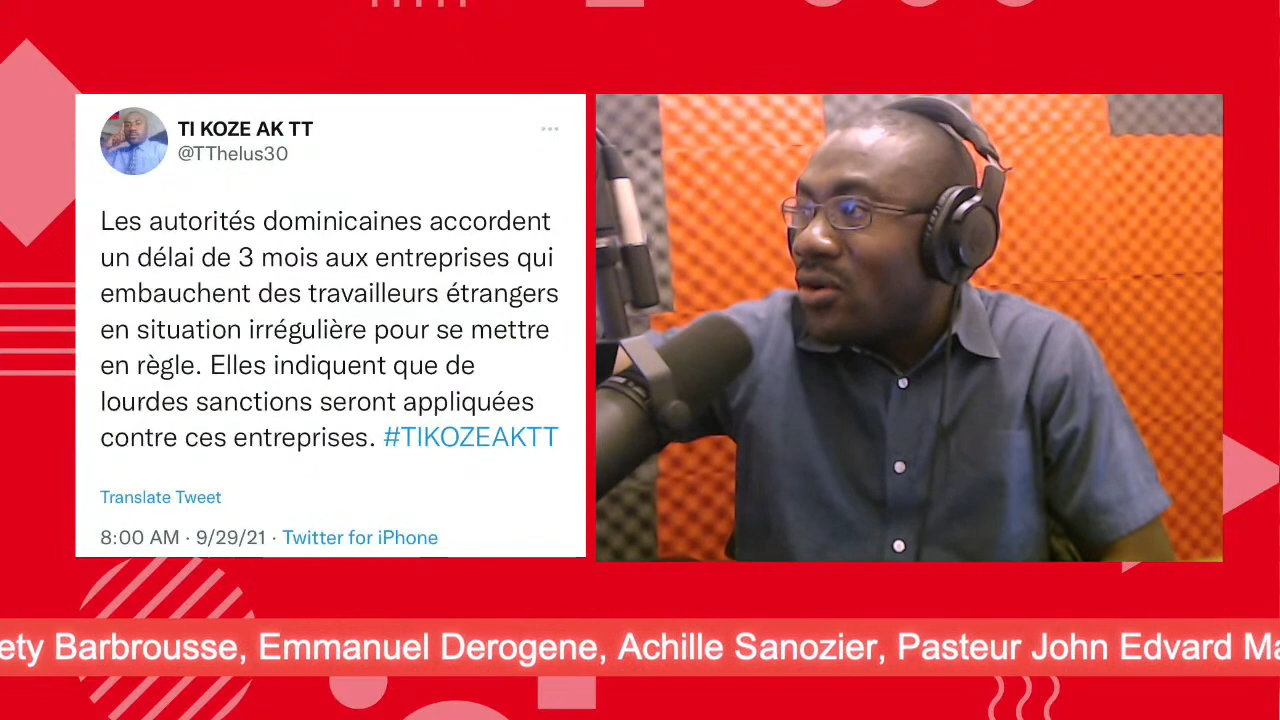 TI KOZE AK TT
@TThelus30
Les autorités dominicaines accordent
un délai de 3 mois aux entreprises qui
embauchent des travailleurs étrangers
en situation irrégulière pour se mettre
en règle. Elles indiquent que de
lourdes sanctions seront appliquées
contre ces entreprises. #TIKOZEAKTT
Translate Tweet
8:00 AM · 9/29/21 · Twitter for iPhone
ety Barbrousse, Emmanuel Derogene, Achille Sanozier, Pasteur John Edvard Ma